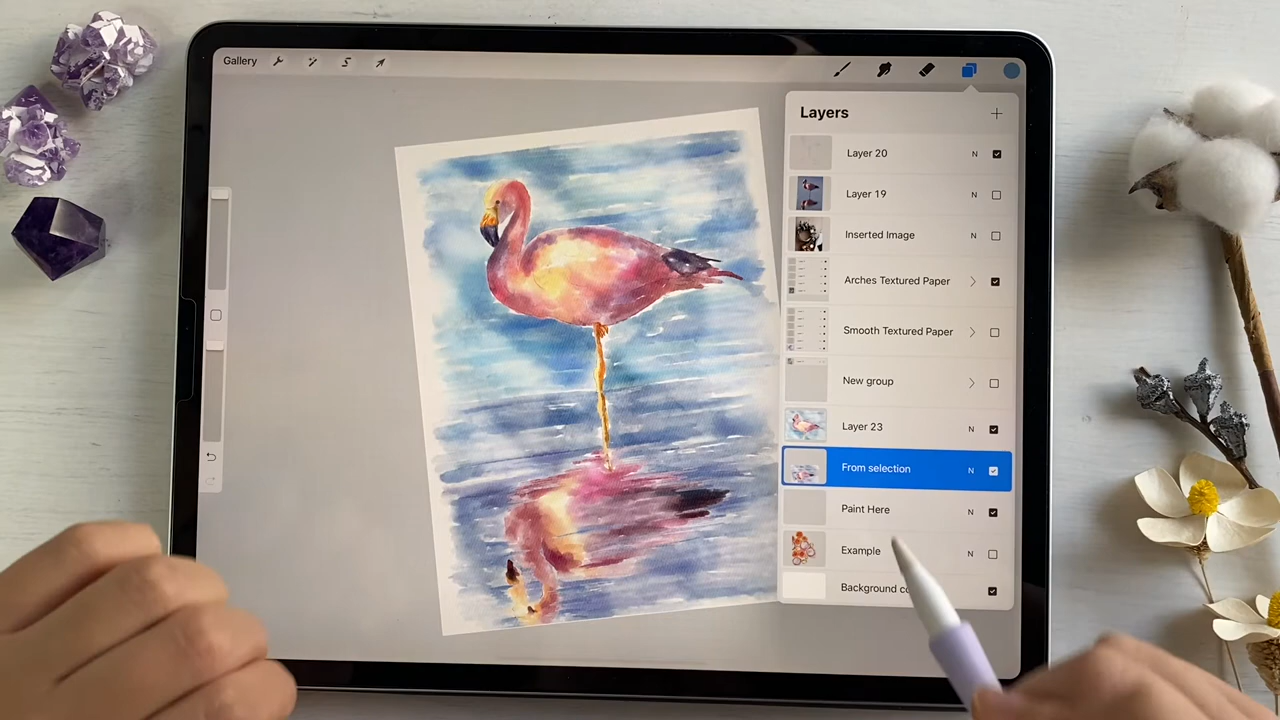 Gallery
Layers
Layer 20 N
Layer 19 N
Inserted Image N
Arches Textured Paper
Smooth Textured Paper
New group
Layer 23 N
From selection N
Paint Here N
Example N
Background